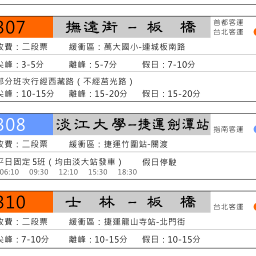 307 撫遠街－板橋 首都客運
台北客運
收費：二段票 緩衝區：萬大國小-連城板南路
尖峰：3-5分 離峰：5-7分 假日：7-10分
部分班次行經西藏路（不經莒光路）
尖峰：10-15分 離峰：15-20分 假日：15-20分
308 淡江大學－捷運劍潭站 指南客運
收費：二段票 緩衝區：捷運竹圍站-關渡
平日固定5班（均由淡大站發車） 假日停駛
06:10 09:30 12:10 15:30 18:30
310 士林－板橋 台北客運
收費：二段票 緩衝區：捷運龍山寺站-北門街
尖峰：7-10分 離峰：10-15分 假日：10-15分